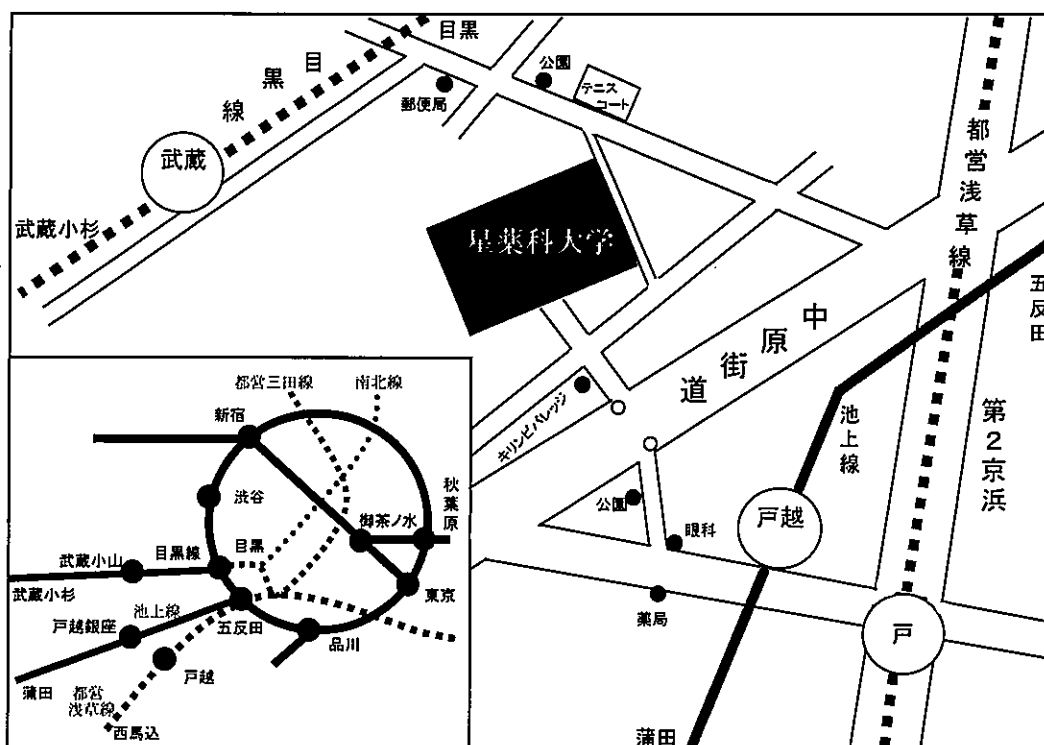 目黒
目黒線
武蔵
武蔵小杉
郵便局
公園
テニス
コート
都営浅草線
星薬科大学
五反田
中原街道
キリンビバレッジ
池上線
第2京浜
公園
眼科
戸越
薬局
戸
蒲田
都営三田線
南北線
新宿
渋谷
秋葉原
御茶ノ水
武蔵小山
目黒線
目黒
武蔵小杉
池上線
東京
戸越銀座
五反田
品川
戸越
蒲田
都営
浅草線
西馬込